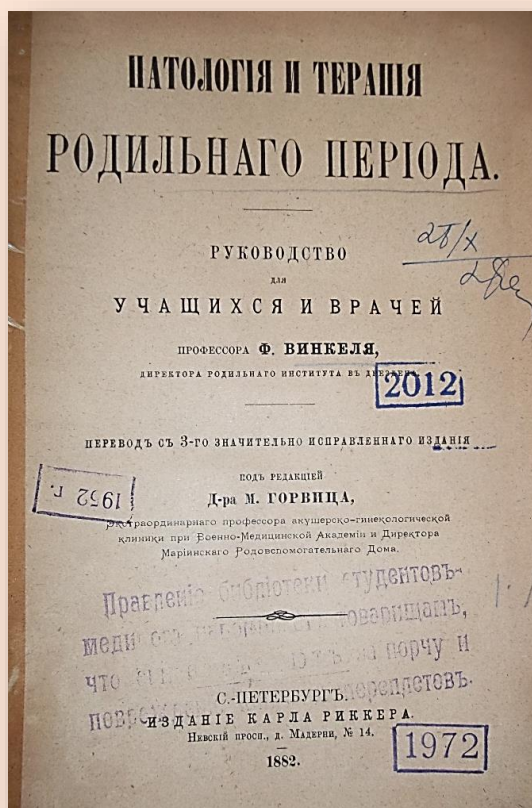 ПАТОЛОГІЯ И ТЕРАПІЯ
РОДИЛЬНАГО ПЕРІОДА.
РУКОВОДСТВО
для
УЧАЩИХСЯ И ВРАЧЕЙ
ПРОФЕССОРА Ф. ВИНКЕЛЯ,
ДИРЕКТОРА РОДИЛЬНАГО ИНСТИТУТА ВЪ
2012
ПЕРЕВОДЪ СЪ 3-ГО ЗНАЧИТЕЛЬНО ИСПРАВЛЕННАГО ИЗДАНІЯ
ПОДЪ РЕДАКЦІЕЙ
1952 г.
Д-ра М. ГОРВИЦА,
Экстраординарнаго профессора акушерско-гинекологической
клиники при Военно-Медицинской Академіи и Директора
Маріинскаго Родовспомогательнаго Дома.
Правленіе библіотеки студентовъ-
товарищамъ,
что порчу и
переплетовъ.
С.-ПЕТЕРБУРГЪ.
ИЗДАНІЕ КАРЛА РИККЕРА.
Невскій просп., д. Мадерни, № 14.
1972
1882.